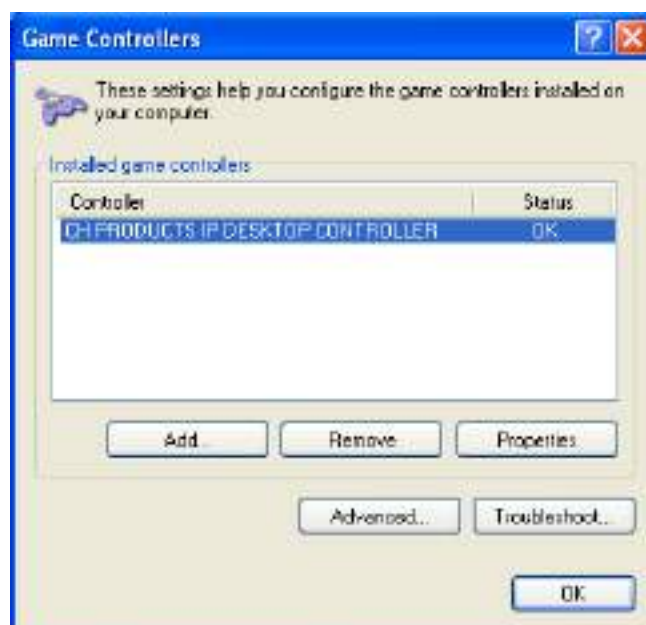 Game Controllers
These settings help you configure the game controllers installed on
your computer.
Installed game controllers
Controller Status
CH PRODUCTS IP DESKTOP CONTROLLER OK
Add... Remove Properties
Advanced... Troubleshoot...
OK